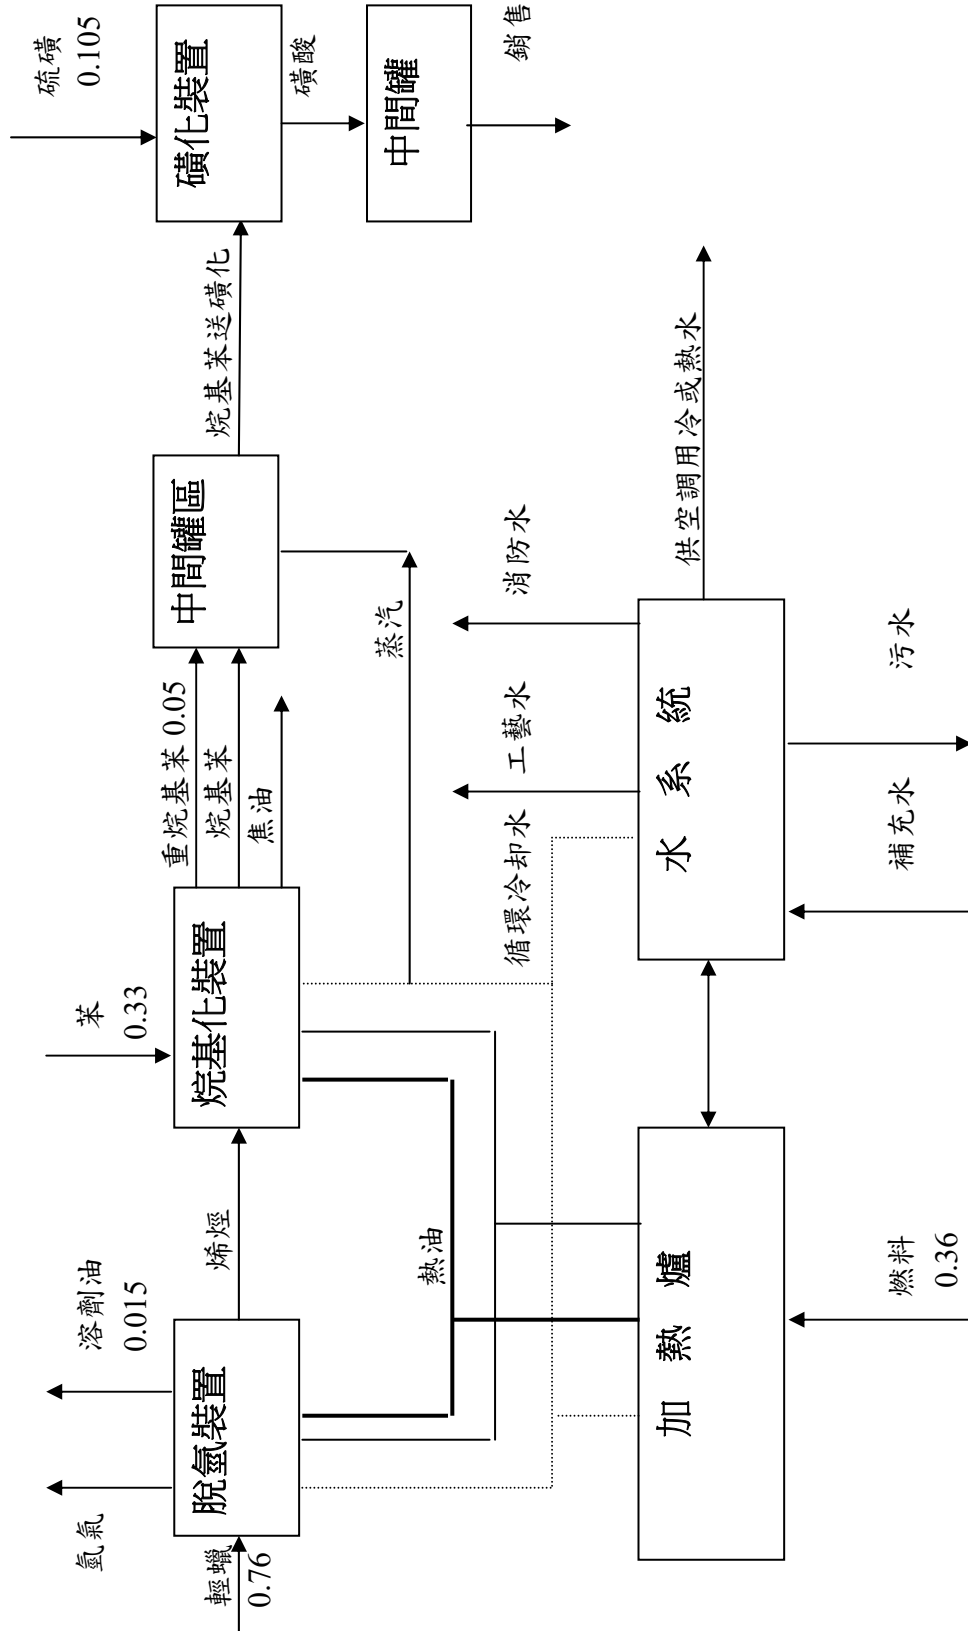 氫氣
溶劑油
0.015
苯
0.33
硫磺
0.105
輕蠟
0.76
脫氫裝置
烯烴
烷基化裝置
重烷基苯 0.05
烷基苯
焦油
中間罐區
烷基苯送磺化
磺化裝置
磺酸
中間罐
銷售
蒸汽
熱油
循環冷却水
工藝水
消防水
加熱爐
水系統
供空調用冷或熱水
燃料
0.36
補充水
污水